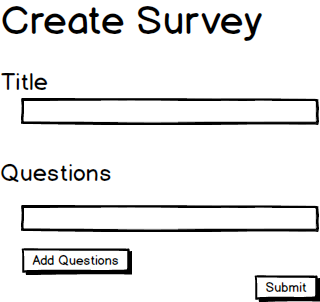 Create Survey
Title
Questions
Add Questions
Submit